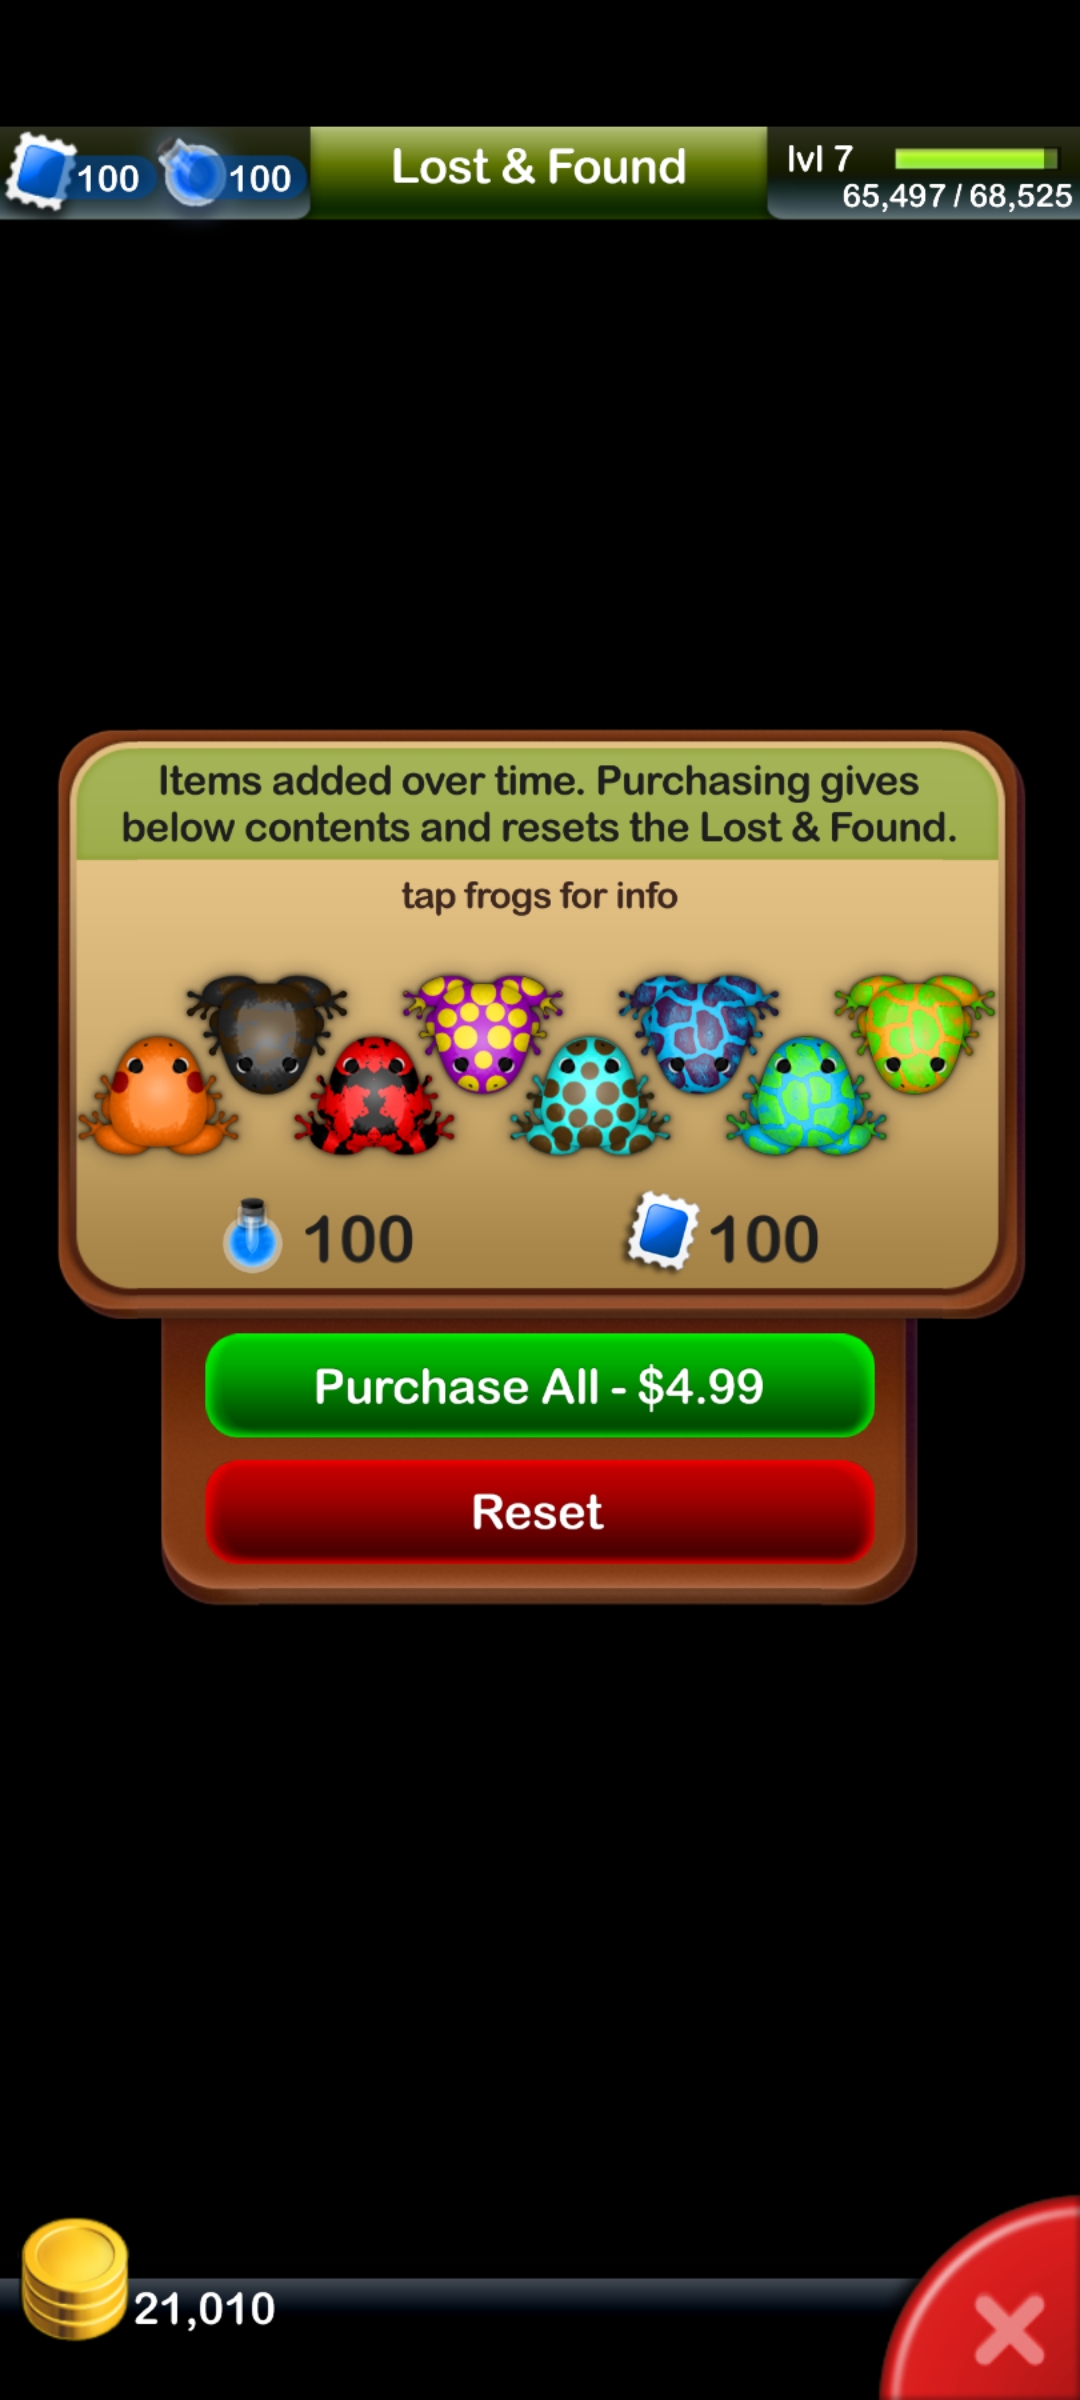 100
100
Lost & Found
lvl 7
65,497 / 68,525
Items added over time. Purchasing gives
below contents and resets the Lost & Found.
tap frogs for info
100
100
Purchase All - $4.99
Reset
21,010